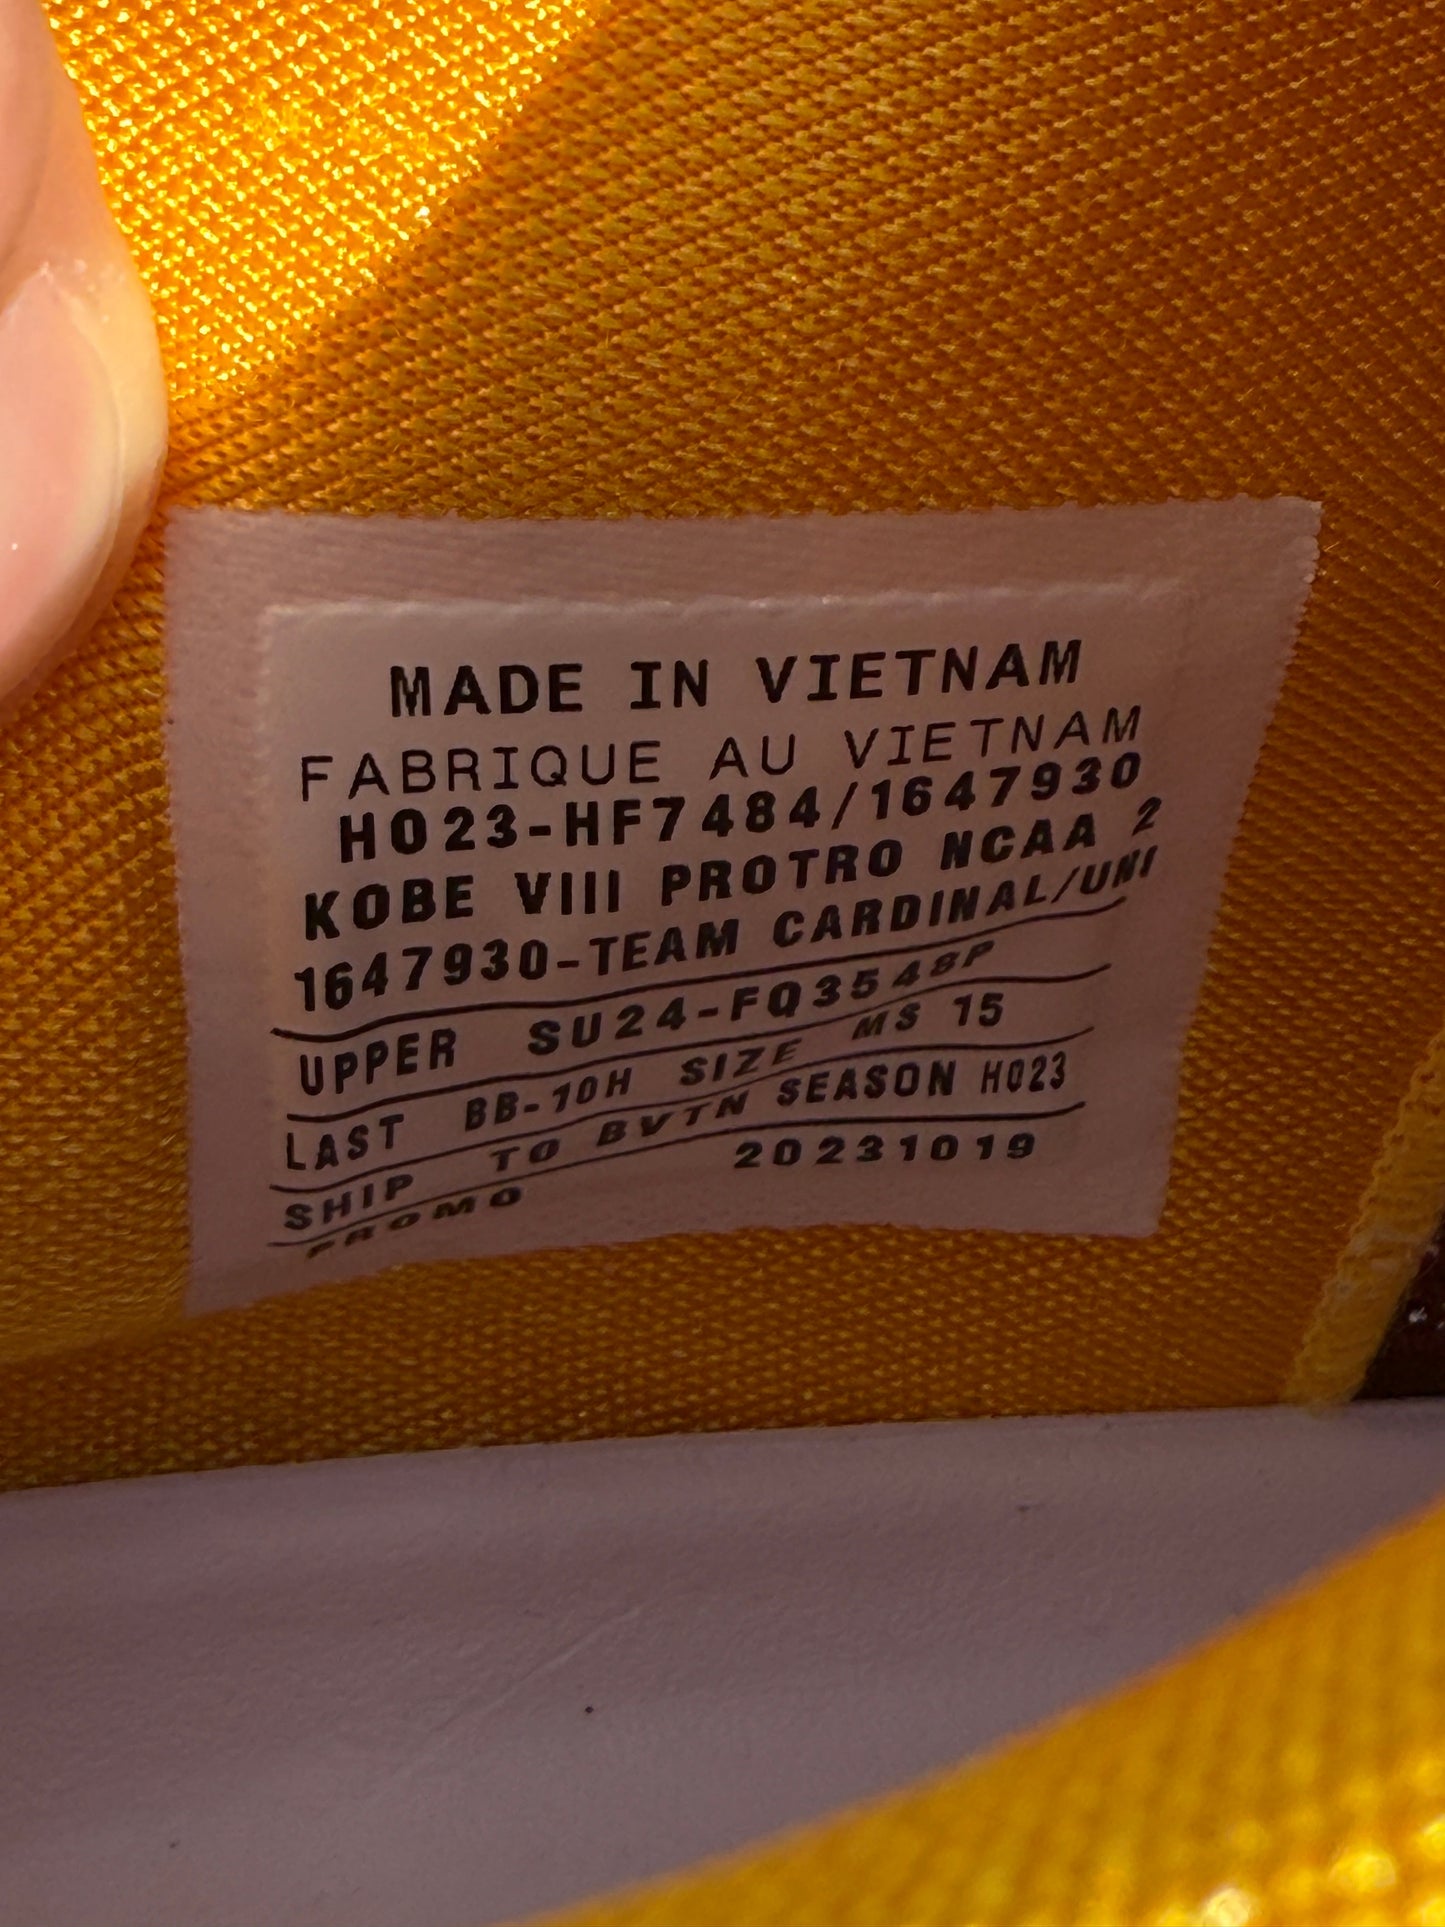 MADE IN VIETNAM
FABRIQUE AU VIETNAM
HO23-HF7484/1647930
KOBE VIII PROTRO NCAA 2
1647930-TEAM CARDINAL/UNI
UPPER SU24-FQ3548P
LAST BB-10H SIZE MS 15
SHIP TO BVTN SEASON HO23
PROMO 20231019